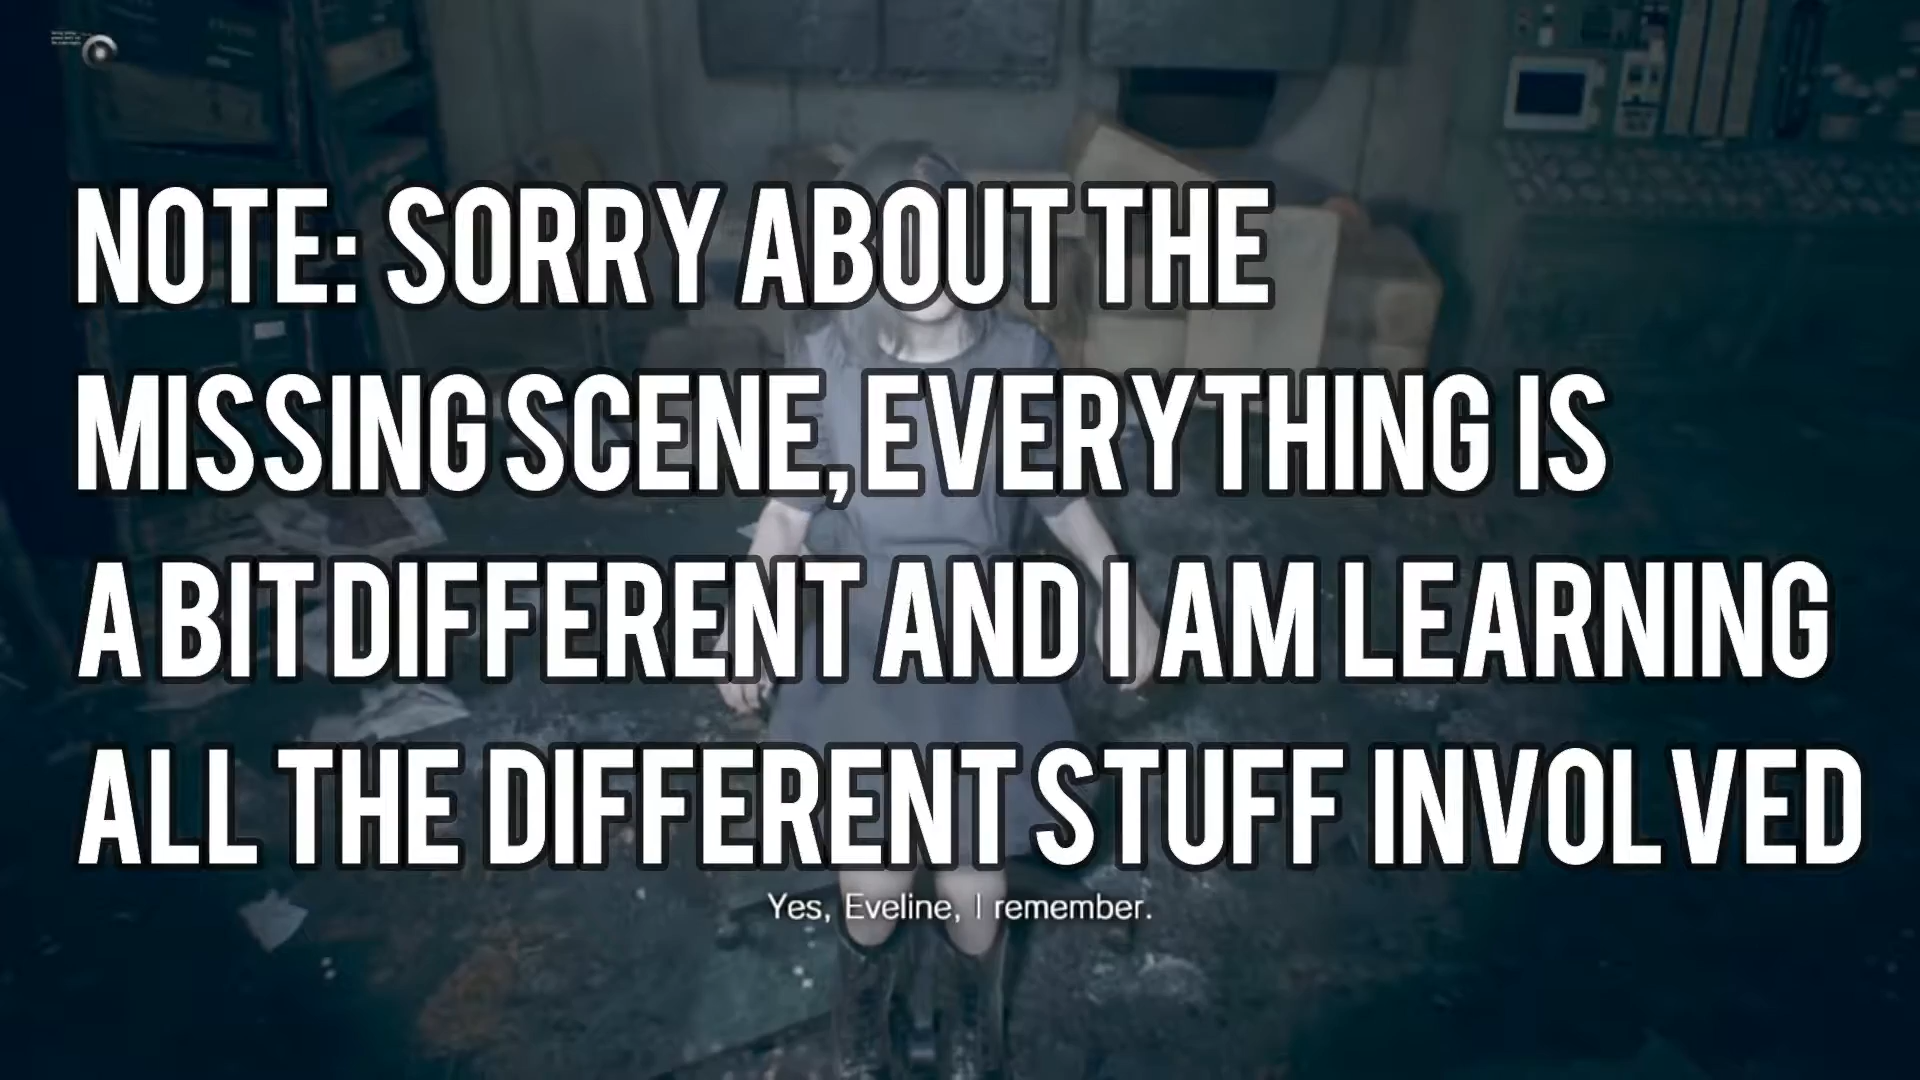 NOTE: SORRY ABOUT THE
MISSING SCENE, EVERYTHING IS
A BIT DIFFERENT AND I AM LEARNING
ALL THE DIFFERENT STUFF INVOLVED
Yes, Eveline, I remember.